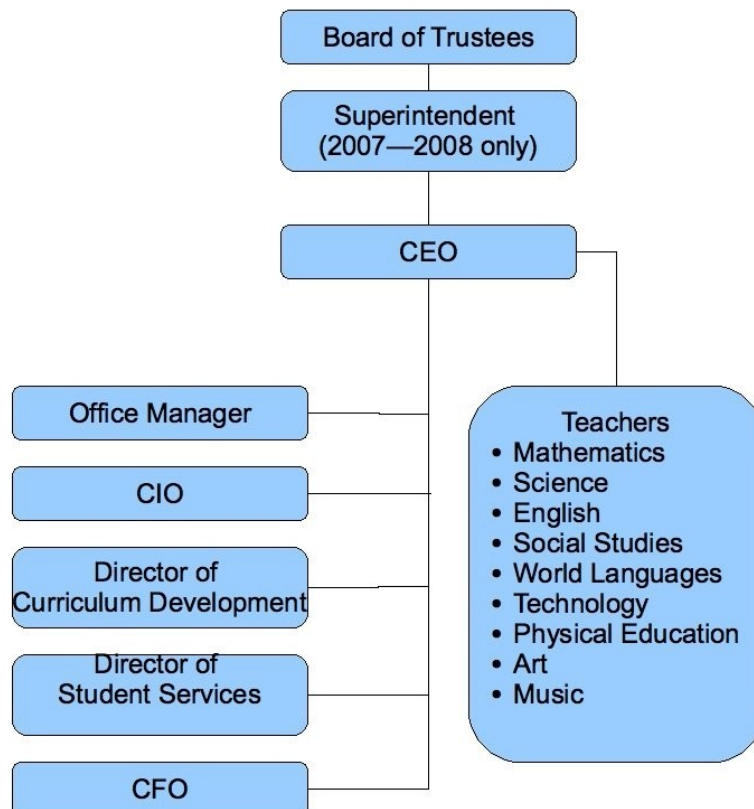 Board of Trustees
Superintendent
(2007—2008 only)
CEO
Office Manager
CIO
Director of
Curriculum Development
Director of
Student Services
CFO
Teachers
• Mathematics
• Science
• English
• Social Studies
• World Languages
• Technology
• Physical Education
• Art
• Music